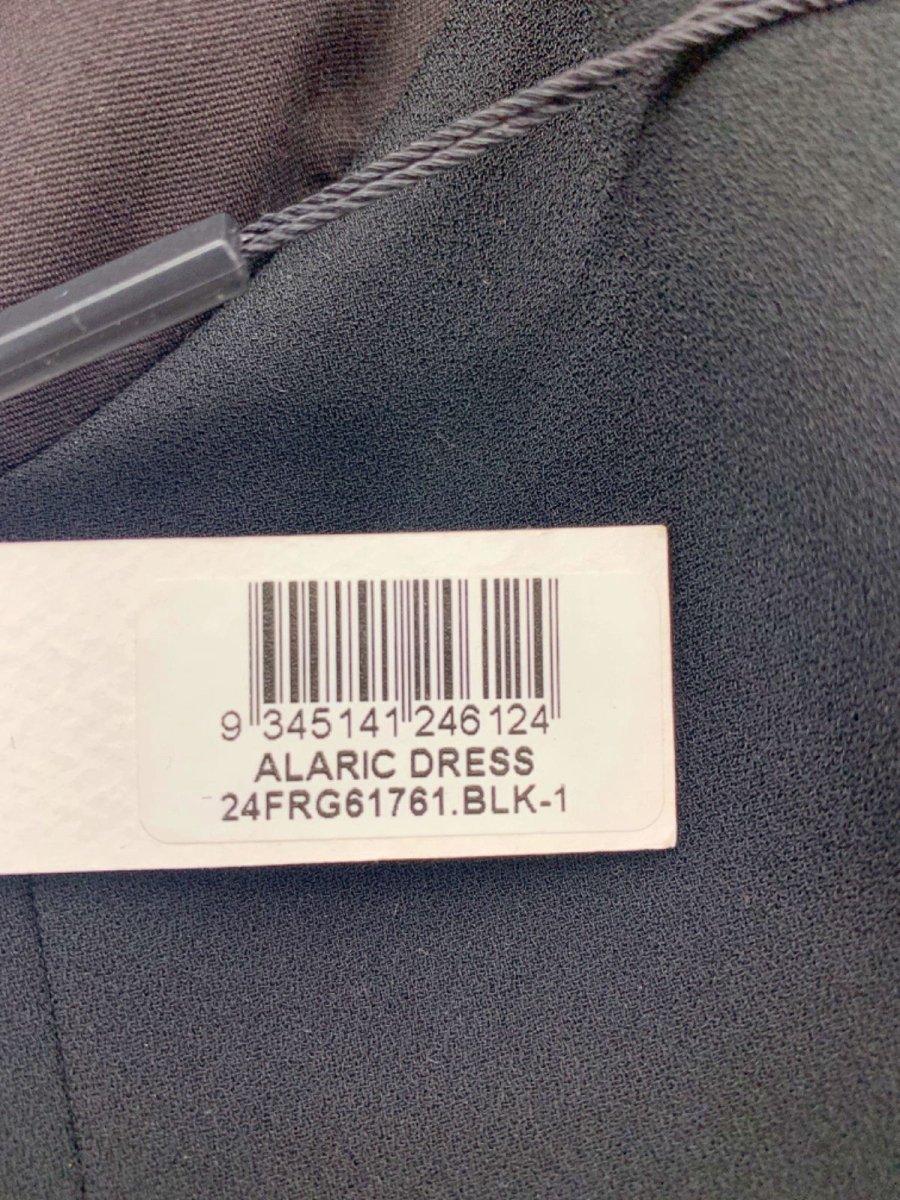 9 345141 246124
ALARIC DRESS
24FRG61761.BLK-1